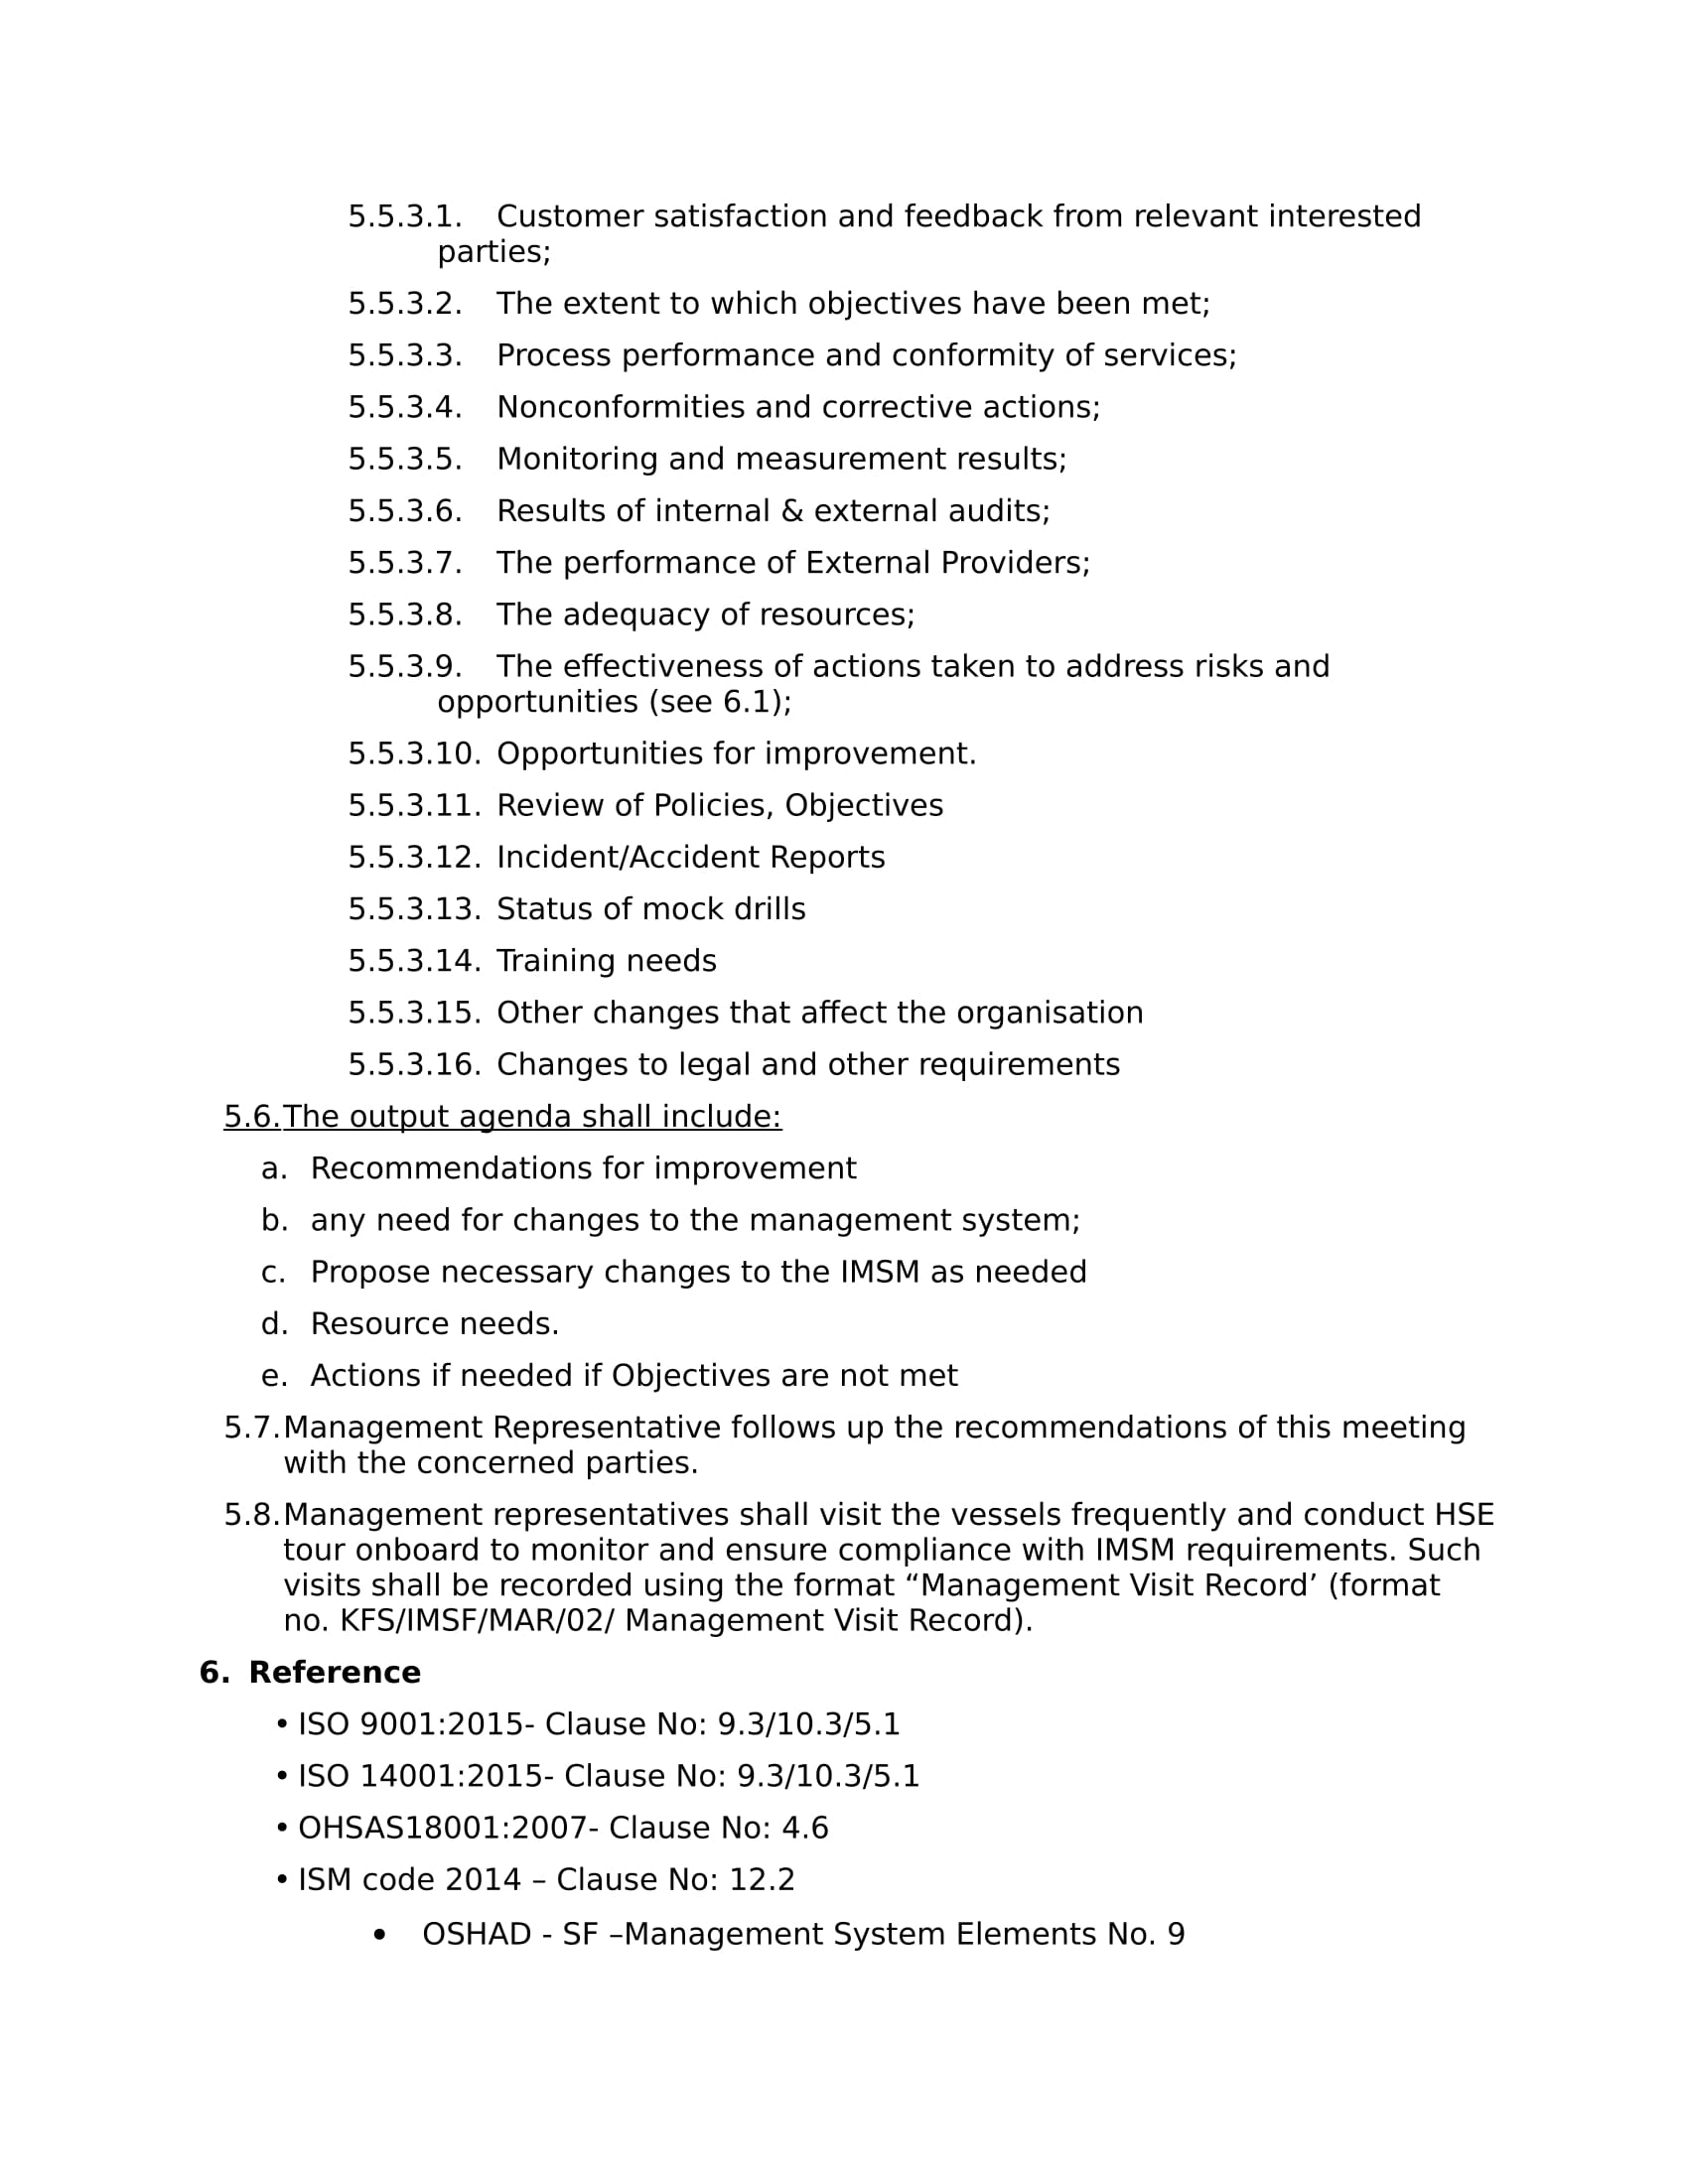 5.5.3.1. Customer satisfaction and feedback from relevant interested
parties;
5.5.3.2. The extent to which objectives have been met;
5.5.3.3. Process performance and conformity of services;
5.5.3.4. Nonconformities and corrective actions;
5.5.3.5. Monitoring and measurement results;
5.5.3.6. Results of internal & external audits;
5.5.3.7. The performance of External Providers;
5.5.3.8. The adequacy of resources;
5.5.3.9. The effectiveness of actions taken to address risks and
opportunities (see 6.1);
5.5.3.10. Opportunities for improvement.
5.5.3.11. Review of Policies, Objectives
5.5.3.12. Incident/Accident Reports
5.5.3.13. Status of mock drills
5.5.3.14. Training needs
5.5.3.15. Other changes that affect the organisation
5.5.3.16. Changes to legal and other requirements
5.6. The output agenda shall include:
a. Recommendations for improvement
b. any need for changes to the management system;
c. Propose necessary changes to the IMSM as needed
d. Resource needs.
e. Actions if needed if Objectives are not met
5.7. Management Representative follows up the recommendations of this meeting
with the concerned parties.
5.8. Management representatives shall visit the vessels frequently and conduct HSE
tour onboard to monitor and ensure compliance with IMSM requirements. Such
visits shall be recorded using the format “Management Visit Record’ (format
no. KFS/IMSF/MAR/02/ Management Visit Record).
6. Reference
• ISO 9001:2015- Clause No: 9.3/10.3/5.1
• ISO 14001:2015- Clause No: 9.3/10.3/5.1
• OHSAS18001:2007- Clause No: 4.6
• ISM code 2014 – Clause No: 12.2
• OSHAD - SF –Management System Elements No. 9